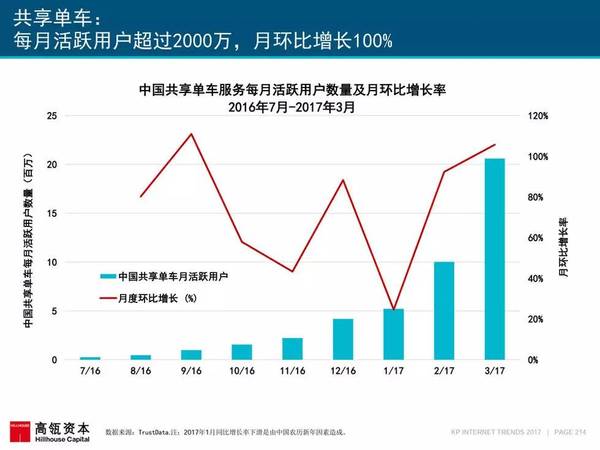 共享单车：
每月活跃用户超过2000万，月环比增长100%
中国共享单车服务每月活跃用户数量及月环比增长率
2016年7月-2017年3月
25
20
15
10
5
0
中国共享单车每月活跃用户数量（百万）
120%
100%
80%
60%
40%
20%
0%
月环比增长率
中国共享单车月活跃用户
月度环比增长 (%)
7/16 8/16 9/16 10/16 11/16 12/16 1/17 2/17 3/17
HILLHOUSE
高瓴资本
Hillhouse Capital
数据来源：TrustData.注：2017年1月同比增长率下滑是由中国农历新年因素造成。
KP INTERNET TRENDS 2017 | PAGE 214